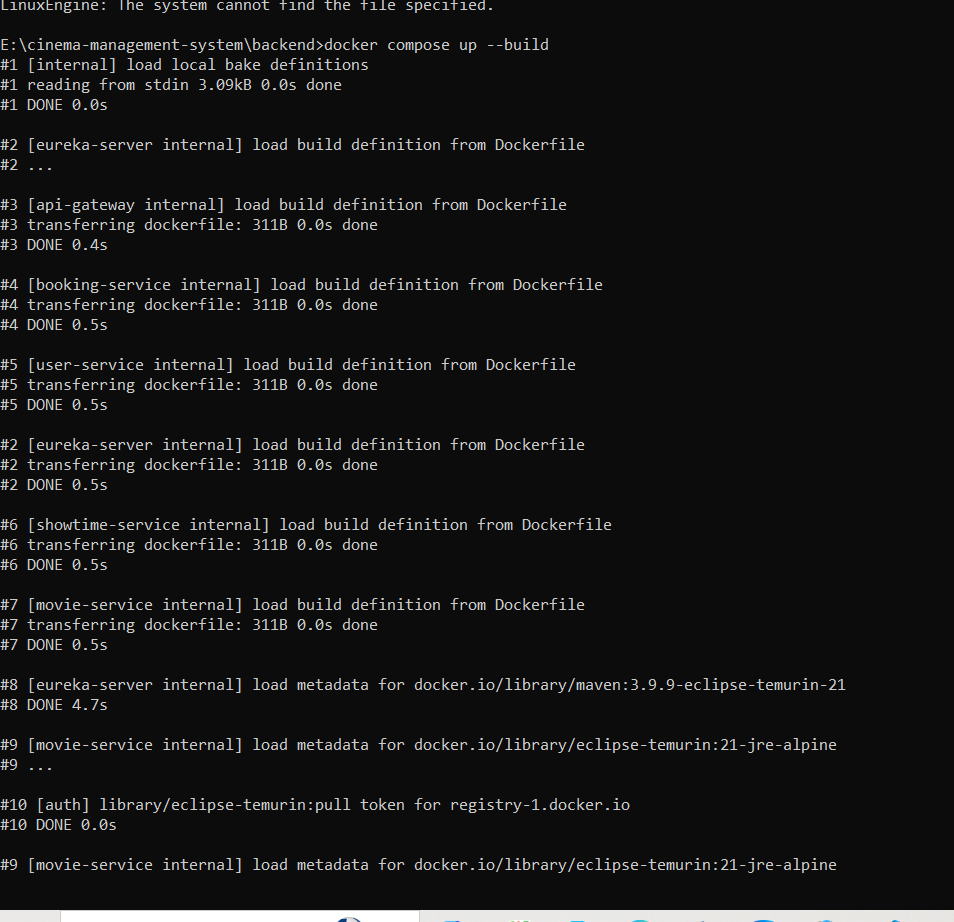 LinuxEngine: The system cannot find the file specified.
E:\cinema-management-system\backend>docker compose up --build
#1 [internal] load local bake definitions
#1 reading from stdin 3.09kB 0.0s done
#1 DONE 0.0s
#2 [eureka-server internal] load build definition from Dockerfile
#2 ...
#3 [api-gateway internal] load build definition from Dockerfile
#3 transferring dockerfile: 311B 0.0s done
#3 DONE 0.4s
#4 [booking-service internal] load build definition from Dockerfile
#4 transferring dockerfile: 311B 0.0s done
#4 DONE 0.5s
#5 [user-service internal] load build definition from Dockerfile
#5 transferring dockerfile: 311B 0.0s done
#5 DONE 0.5s
#2 [eureka-server internal] load build definition from Dockerfile
#2 transferring dockerfile: 311B 0.0s done
#2 DONE 0.5s
#6 [showtime-service internal] load build definition from Dockerfile
#6 transferring dockerfile: 311B 0.0s done
#6 DONE 0.5s
#7 [movie-service internal] load build definition from Dockerfile
#7 transferring dockerfile: 311B 0.0s done
#7 DONE 0.5s
#8 [eureka-server internal] load metadata for docker.io/library/maven:3.9.9-eclipse-temurin-21
#8 DONE 4.7s
#9 [movie-service internal] load metadata for docker.io/library/eclipse-temurin:21-jre-alpine
#9 ...
#10 [auth] library/eclipse-temurin:pull token for registry-1.docker.io
#10 DONE 0.0s
#9 [movie-service internal] load metadata for docker.io/library/eclipse-temurin:21-jre-alpine